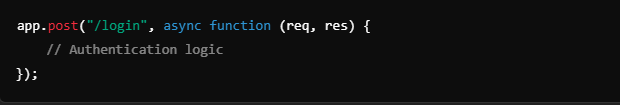 app.post("/login", async function (req, res) {
    // Authentication logic
});